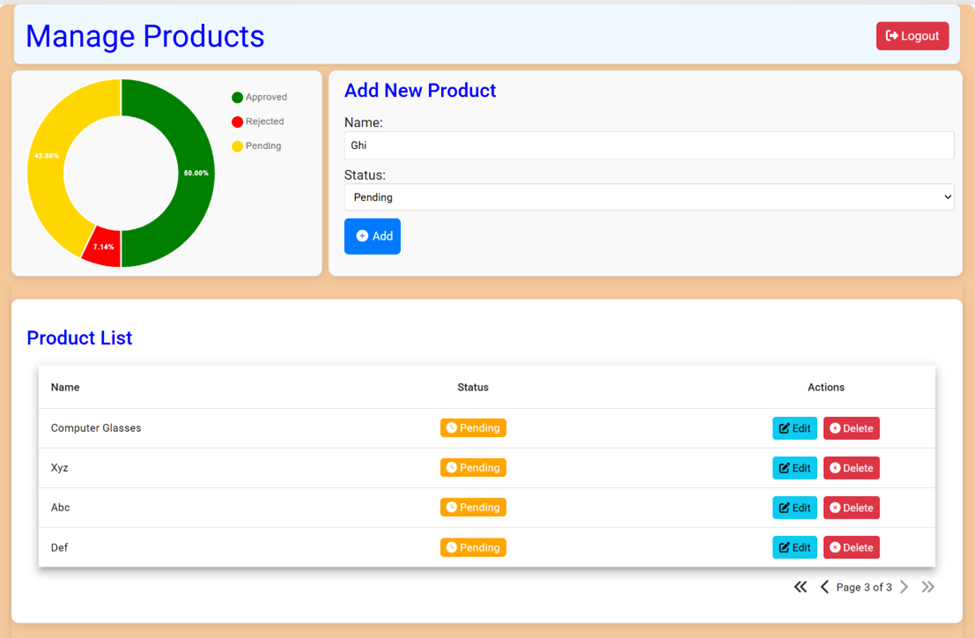 Manage Products
Logout
42.86%
50.00%
7.14%
Approved
Rejected
Pending
Add New Product
Name:
Ghi
Status:
Pending
Add
Product List
Name Status Actions
Computer Glasses Pending Edit Delete
Xyz Pending Edit Delete
Abc Pending Edit Delete
Def Pending Edit Delete
Page 3 of 3